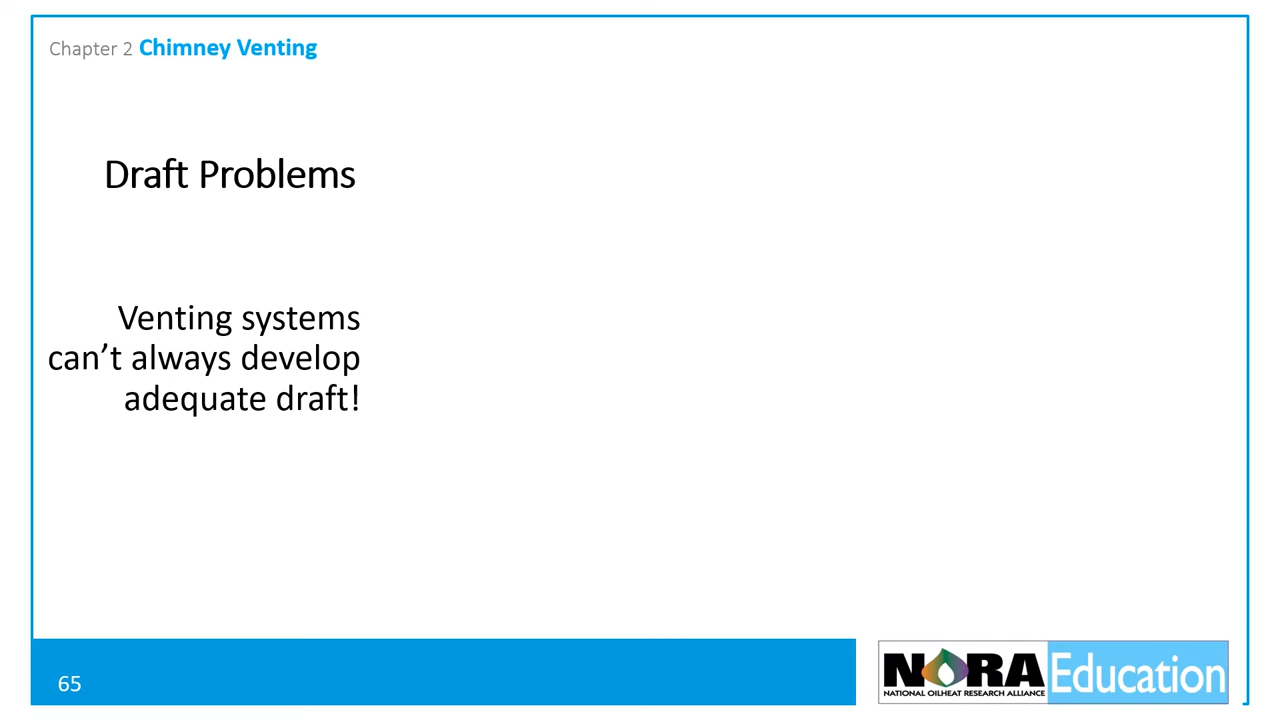 Chapter 2 Chimney Venting
Draft Problems
Venting systems
can’t always develop
adequate draft!
65
NORA Education
NATIONAL OILHEAT RESEARCH ALLIANCE